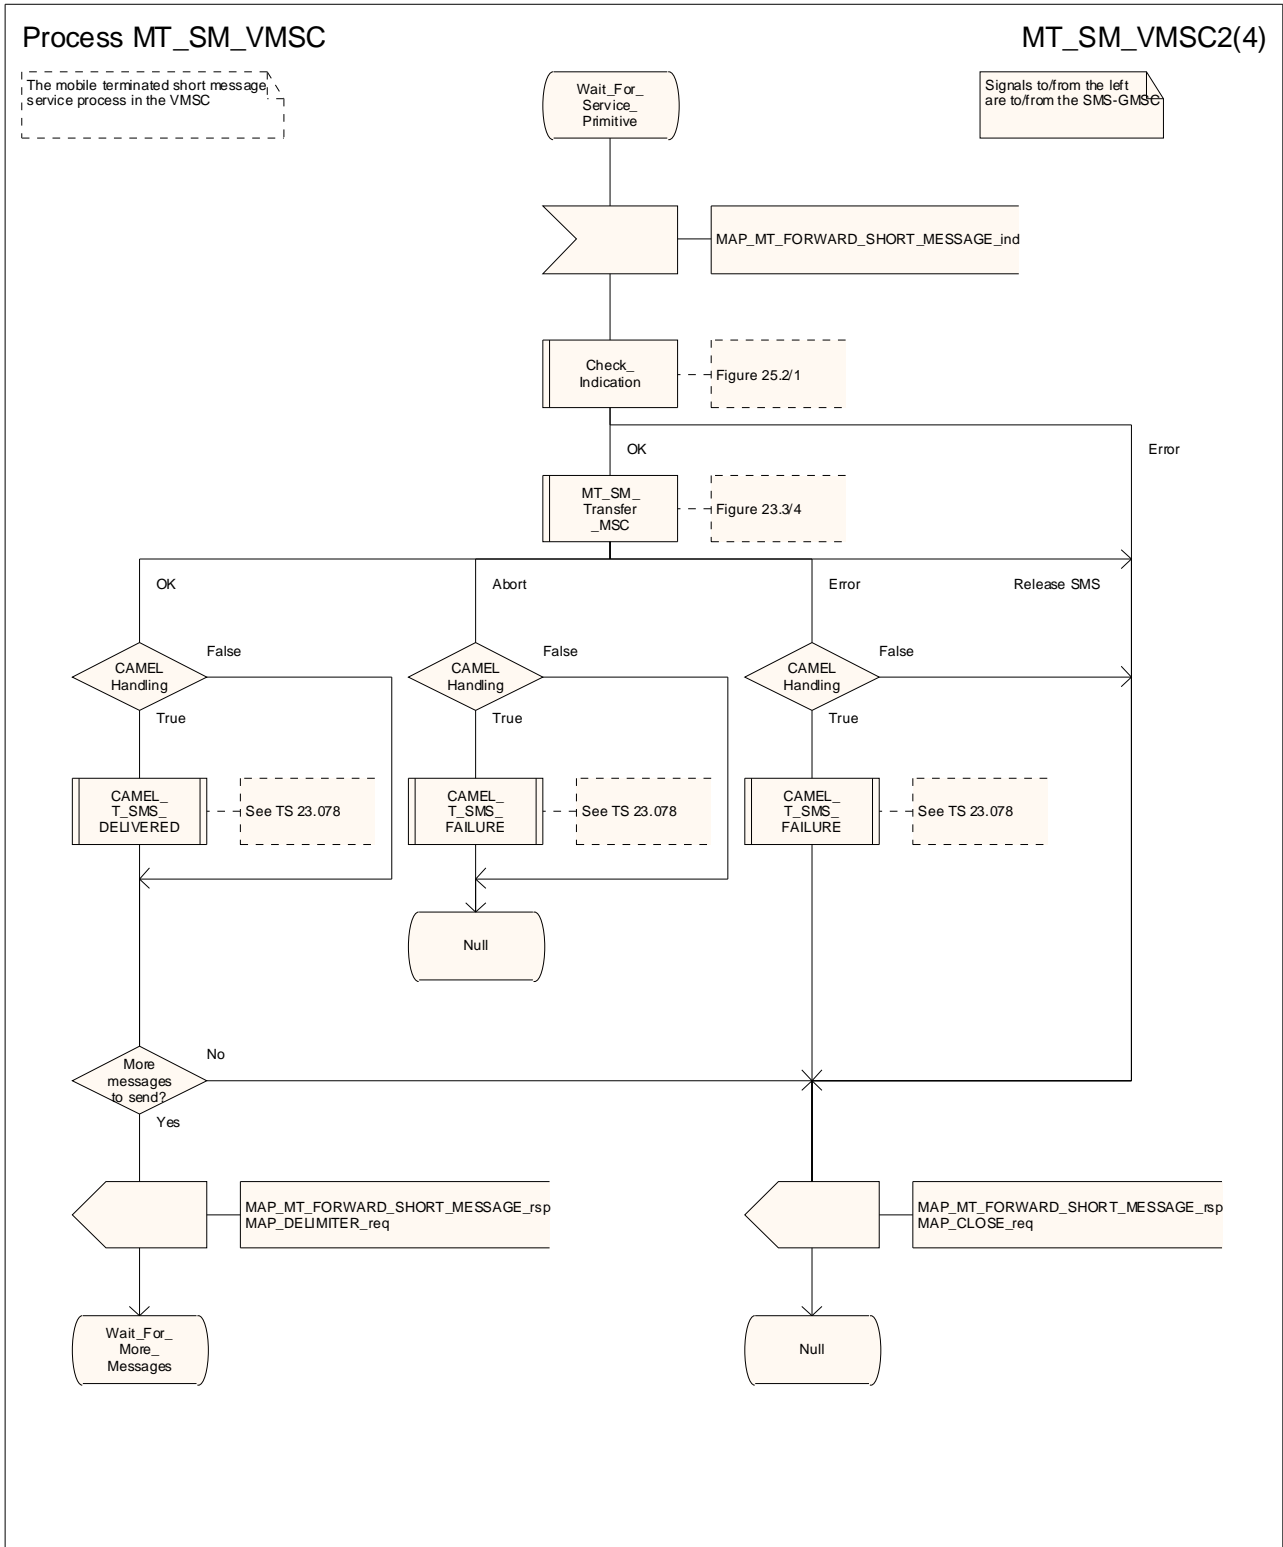 Process MT_SM_VMSC
MT_SM_VMSC2(4)
The mobile terminated short message
service process in the VMSC
Wait_For_
Service_
Primitive
Signals to/from the left
are to/from the SMS-GMSC
MAP_MT_FORWARD_SHORT_MESSAGE_ind
Check_
Indication
Figure 25.2/1
OK
Error
MT_SM_
Transfer
_MSC
Figure 23.3/4
OK
Abort
Error
Release SMS
CAMEL
Handling
False
True
CAMEL
Handling
False
True
CAMEL
Handling
False
True
CAMEL_
T_SMS_
DELIVERED
See TS 23.078
CAMEL_
T_SMS_
FAILURE
See TS 23.078
CAMEL_
T_SMS_
FAILURE
See TS 23.078
Null
More
messages
to send?
No
Yes
MAP_MT_FORWARD_SHORT_MESSAGE_rsp
MAP_DELIMITER_req
MAP_MT_FORWARD_SHORT_MESSAGE_rsp
MAP_CLOSE_req
Wait_For_
More_
Messages
Null